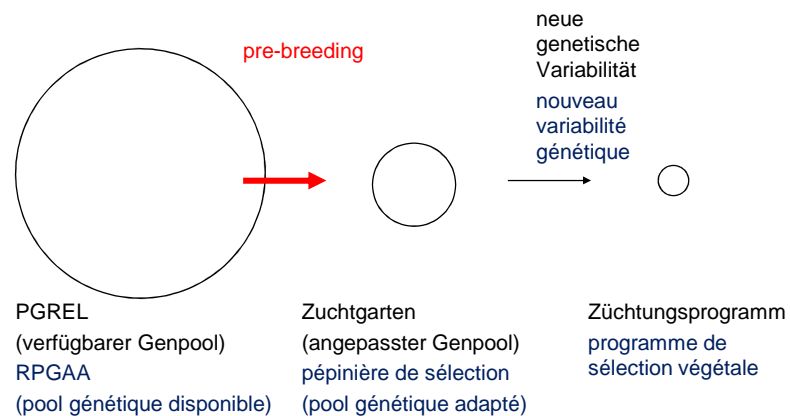 pre-breeding
neue
genetische
Variabilität
nouveau
variabilité
génétique
PGREL
(verfügbarer Genpool)
RPGAA
(pool génétique disponible)
Zuchtgarten
(angepasster Genpool)
pépinière de sélection
(pool génétique adapté)
Züchtungsprogramm
programme de
sélection végétale